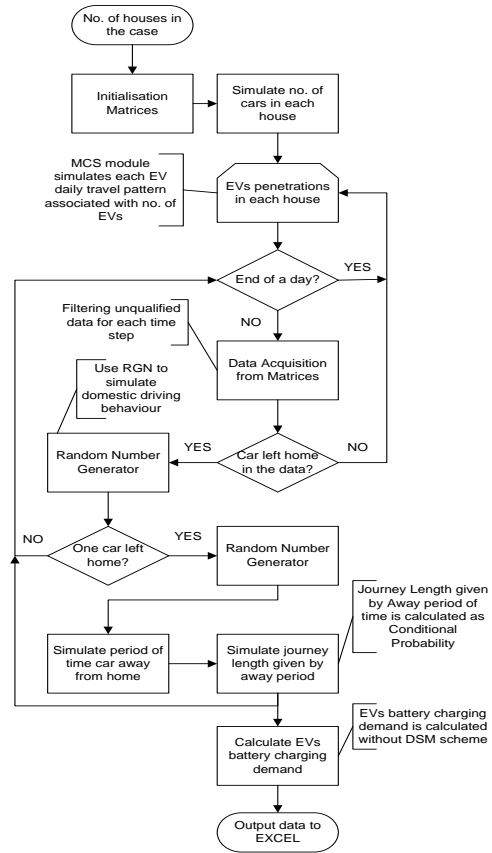 No. of houses in
the case
Initialisation
Matrices
Simulate no. of
cars in each
house
MCS module
simulates each EV
daily travel pattern
associated with no. of
EVs
EVs penetrations
in each house
End of a day?
YES
Filtering unqualified
data for each time
step
NO
Data Acquisition
from Matrices
Use RGN to
simulate
domestic driving
behaviour
Car left home
in the data?
YES
NO
Random Number
Generator
One car left
home?
NO
YES
Random Number
Generator
Journey Length given
by Away period of
time is calculated as
Conditional
Probability
Simulate period of
time car away
from home
Simulate journey
length given by
away period
EVs battery charging
demand is calculated
without DSM scheme
Calculate EVs
battery charging
demand
Output data to
EXCEL